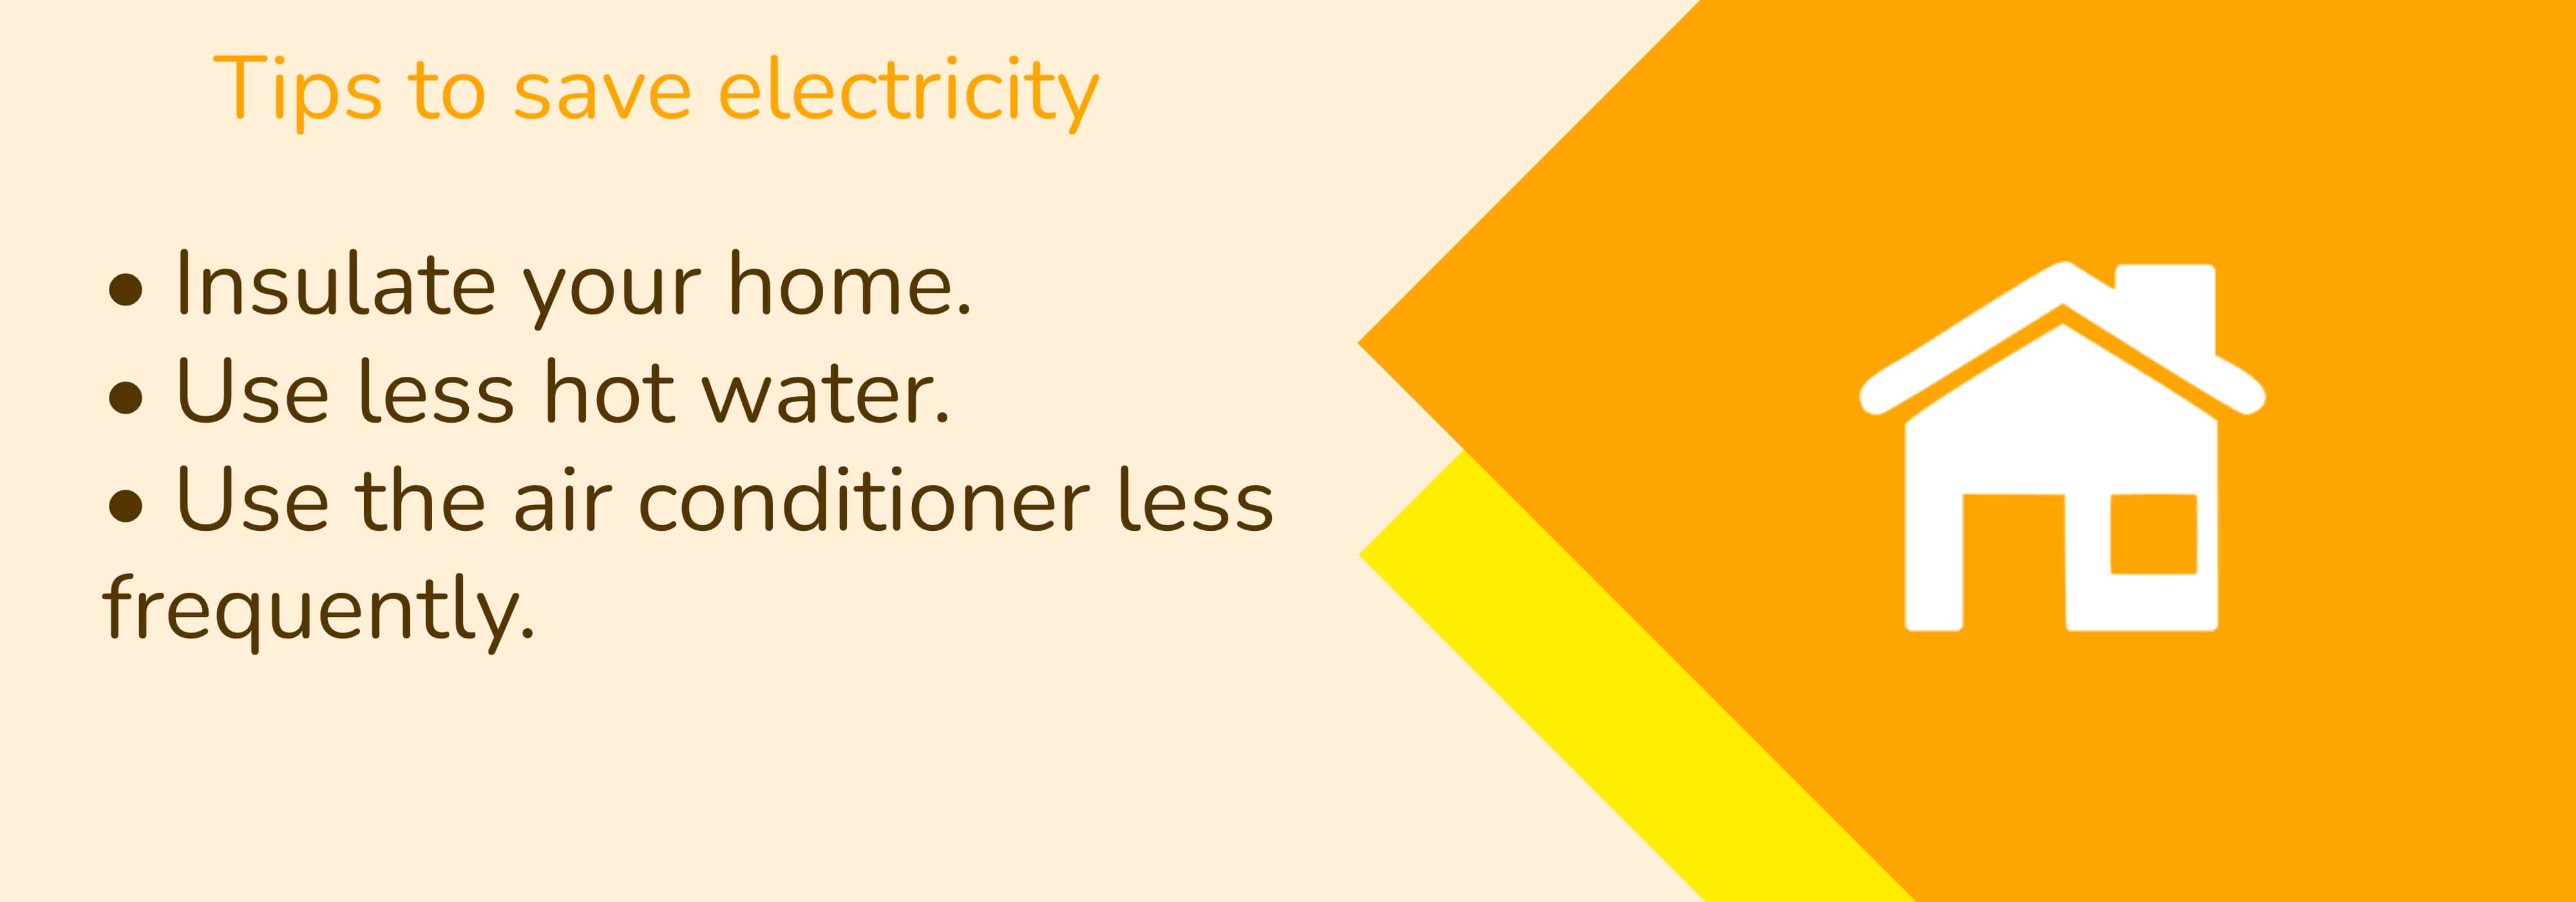 Tips to save electricity
• Insulate your home.
• Use less hot water.
• Use the air conditioner less
frequently.